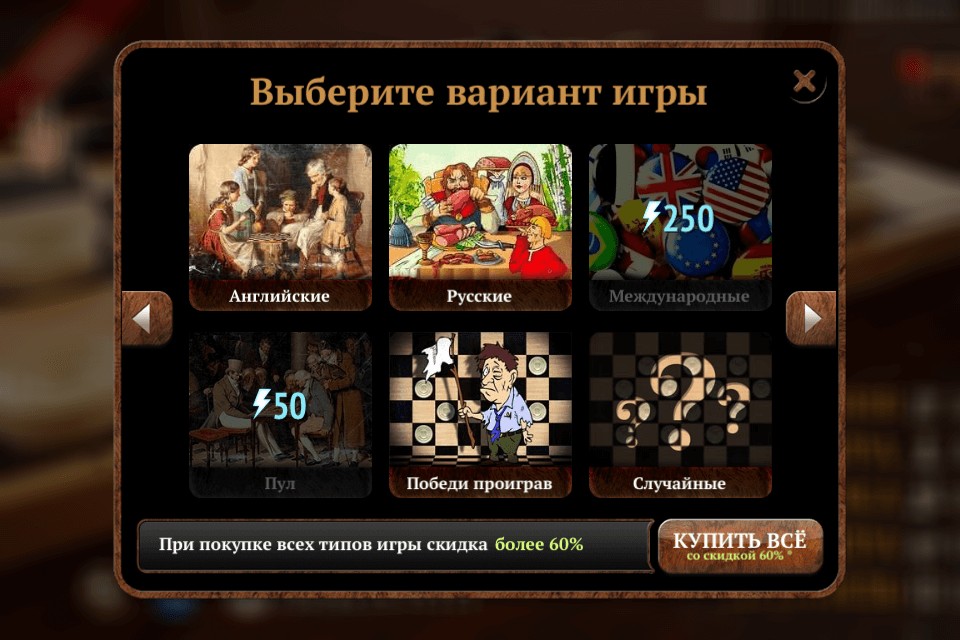 Выберите вариант игры
250
Английские
Русские
Международные
50
Пул
Победи проиграв
Случайные
При покупке всех типов игры скидка более 60%
КУПИТЬ ВСЁ
со скидкой 60% *